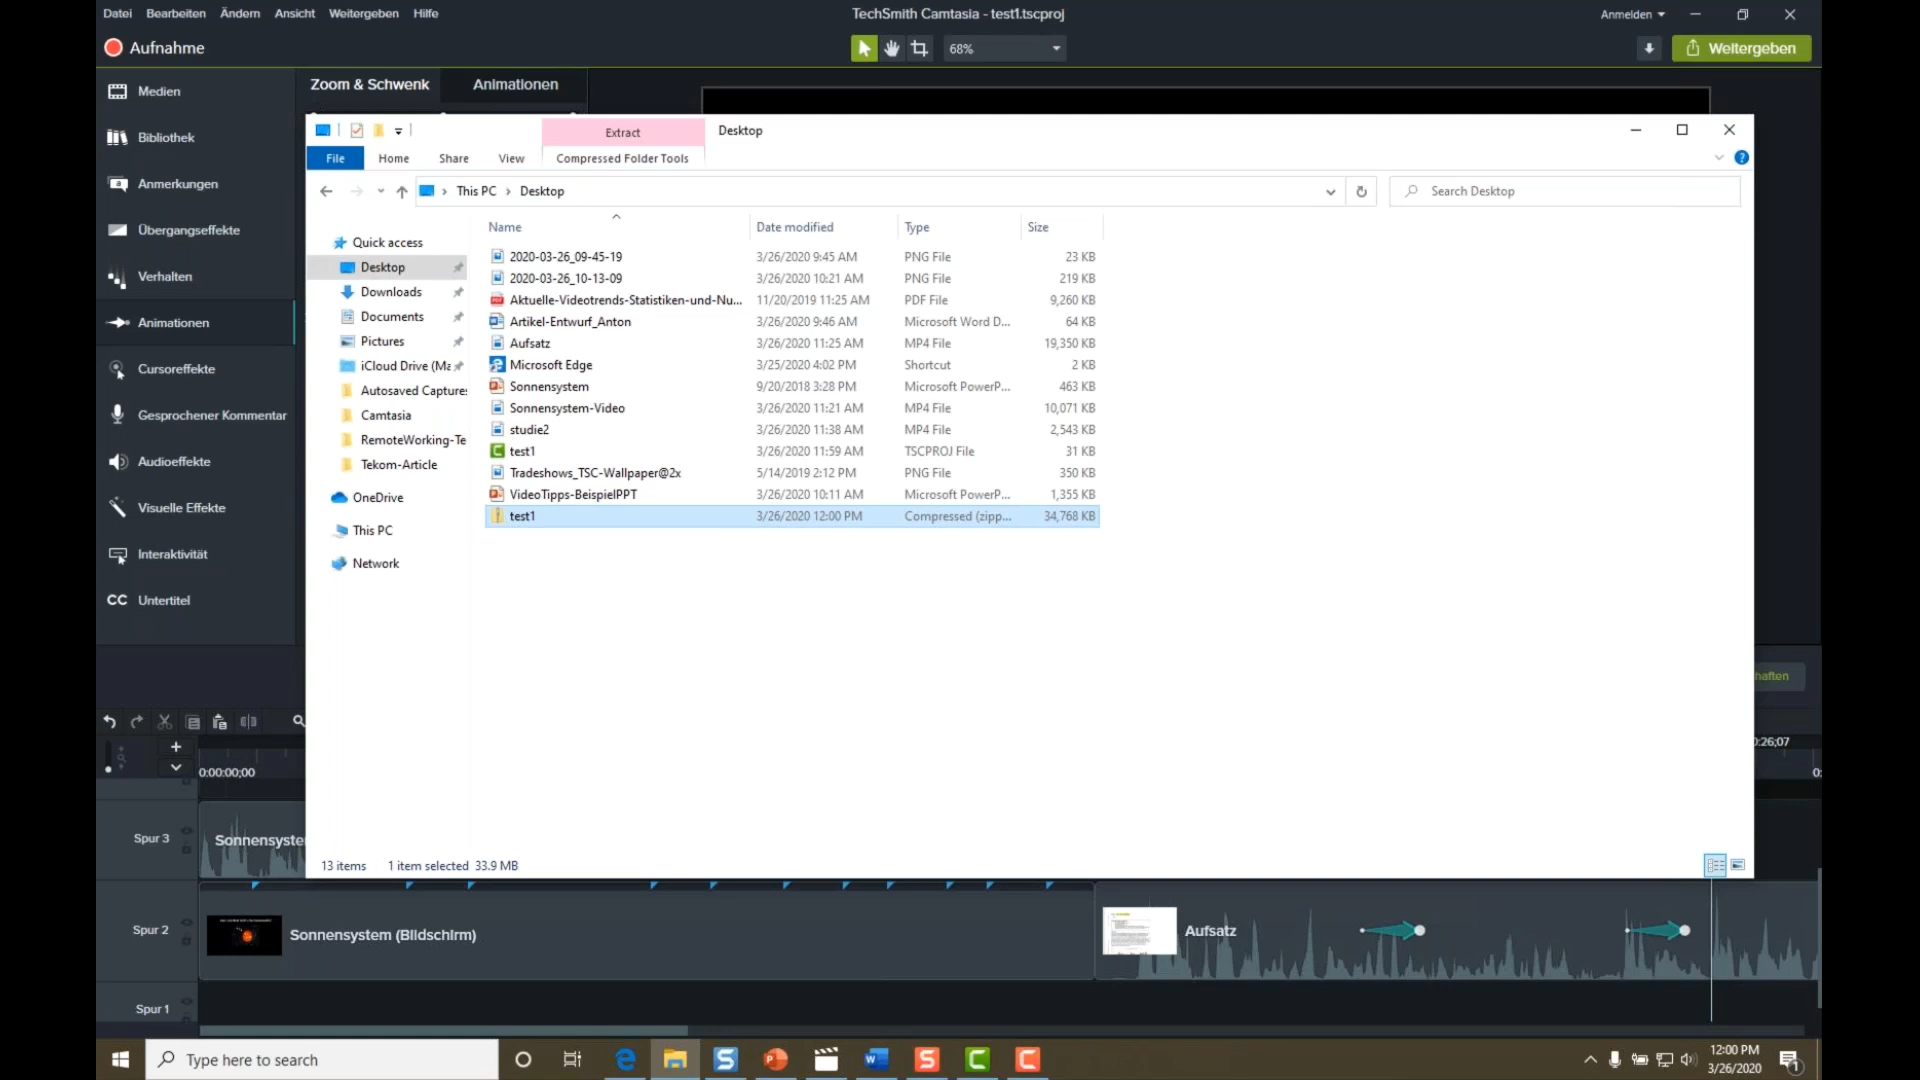 Datei Bearbeiten Ändern Ansicht Weitergeben Hilfe
TechSmith Camtasia - test1.tscproj
Anmelden
Aufnahme
68%
Weitergeben
Medien
Bibliothek
Anmerkungen
Übergangseffekte
Verhalten
Animationen
Cursoreffekte
Gesprochener Kommentar
Audioeffekte
Visuelle Effekte
Interaktivität
CC Untertitel
Zoom & Schwenk Animationen
Extract
Desktop
File Home Share View Compressed Folder Tools
This PC > Desktop
Search Desktop
Quick access
Desktop
Downloads
Documents
Pictures
iCloud Drive (Ma
Autosaved Captures
Camtasia
RemoteWorking-Te
Tekom-Article
OneDrive
This PC
Network
Name Date modified Type Size
2020-03-26_09-45-19 3/26/2020 9:45 AM PNG File 23 KB
2020-03-26_10-13-09 3/26/2020 10:21 AM PNG File 219 KB
Aktuelle-Videotrends-Statistiken-und-Nu... 11/20/2019 11:25 AM PDF File 9,260 KB
Artikel-Entwurf_Anton 3/26/2020 9:46 AM Microsoft Word D... 64 KB
Aufsatz 3/26/2020 11:25 AM MP4 File 19,350 KB
Microsoft Edge 3/25/2020 4:02 PM Shortcut 2 KB
Sonnensystem 9/20/2018 3:28 PM Microsoft PowerP... 463 KB
Sonnensystem-Video 3/26/2020 11:21 AM MP4 File 10,071 KB
studie2 3/26/2020 11:38 AM MP4 File 2,543 KB
test1 3/26/2020 11:59 AM TSCPROJ File 31 KB
Tradeshows_TSC-Wallpaper@2x 5/14/2019 2:12 PM PNG File 350 KB
VideoTipps-BeispielPPT 3/26/2020 10:11 AM Microsoft PowerP... 1,355 KB
test1 3/26/2020 12:00 PM Compressed (zipp... 34,768 KB
13 items 1 item selected 33.9 MB
haften
0:00:00;00
0:26;07
0:
Spur 3
Sonnensyste
Spur 2
Sonnensystem (Bildschirm)
Aufsatz
Spur 1
Type here to search
12:00 PM
3/26/2020
1